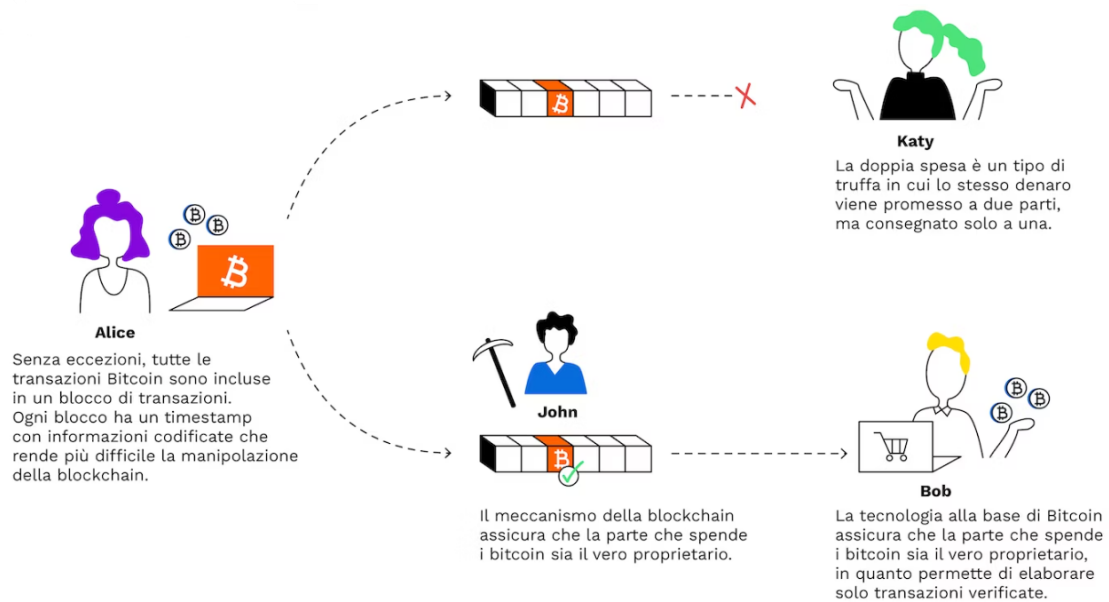 Katy
La doppia spesa è un tipo di
truffa in cui lo stesso denaro
viene promesso a due parti,
ma consegnato solo a una.
Alice
Senza eccezioni, tutte le
transazioni Bitcoin sono incluse
in un blocco di transazioni.
Ogni blocco ha un timestamp
con informazioni codificate che
rende più difficile la manipolazione
della blockchain.
John
Il meccanismo della blockchain
assicura che la parte che spende
i bitcoin sia il vero proprietario.
Bob
La tecnologia alla base di Bitcoin
assicura che la parte che spende
i bitcoin sia il vero proprietario,
in quanto permette di elaborare
solo transazioni verificate.